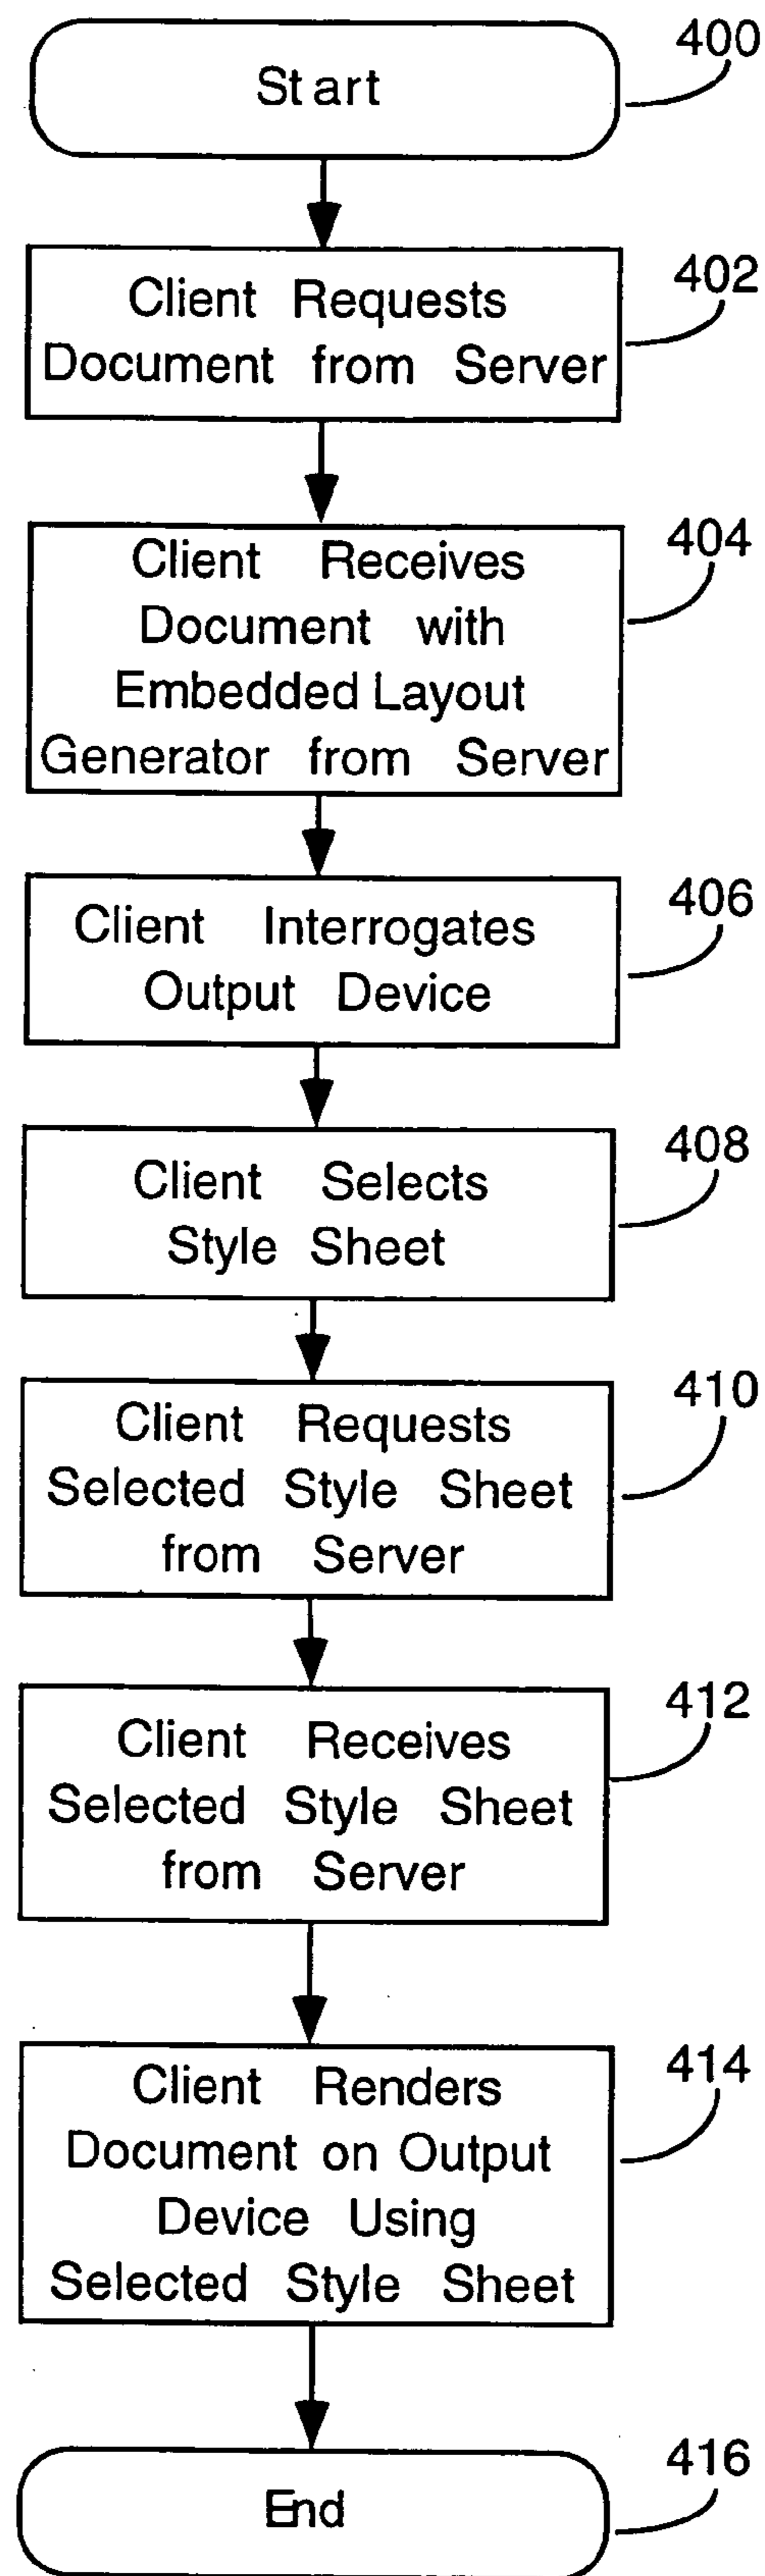 400
Start
402
Client Requests
Document from Server
404
Client Receives
Document with
Embedded Layout
Generator from Server
406
Client Interrogates
Output Device
408
Client Selects
Style Sheet
410
Client Requests
Selected Style Sheet
from Server
412
Client Receives
Selected Style Sheet
from Server
414
Client Renders
Document on Output
Device Using
Selected Style Sheet
416
End